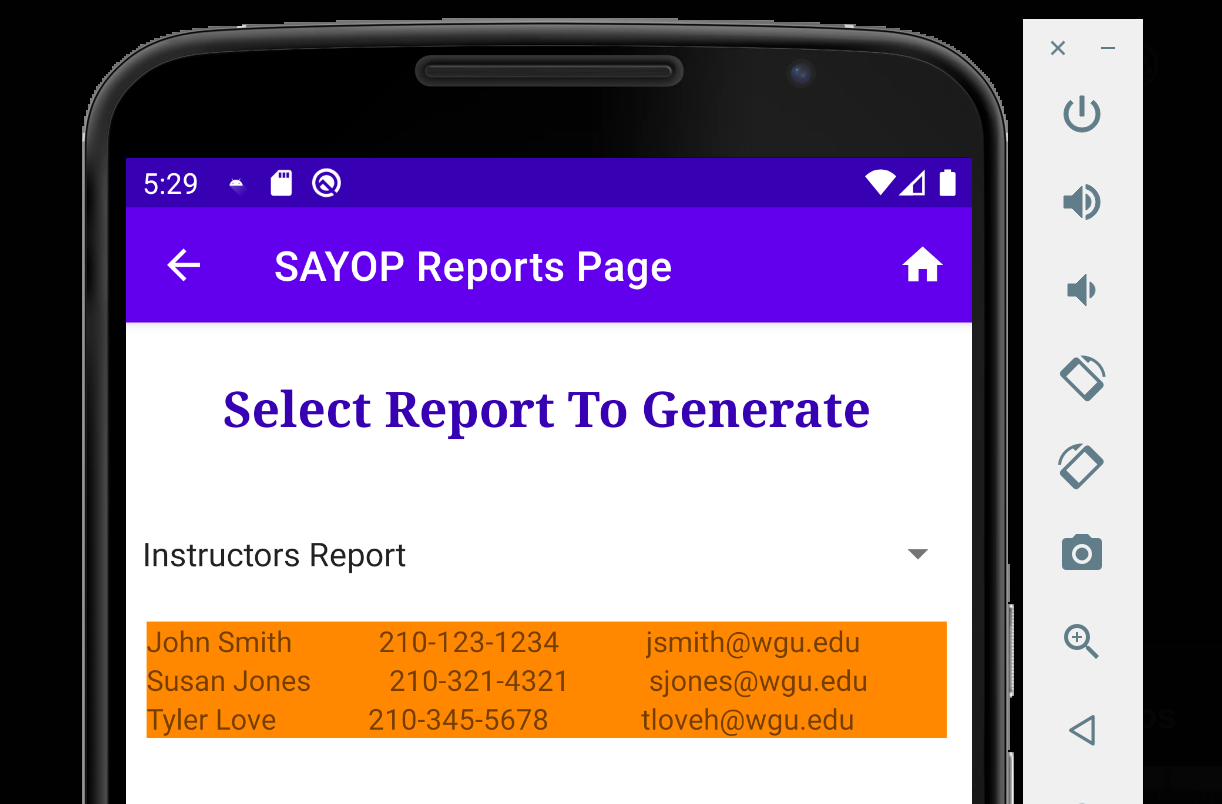 5:29
SAYOP Reports Page
Select Report To Generate
Instructors Report
John Smith 210-123-1234 jsmith@wgu.edu
Susan Jones 210-321-4321 sjones@wgu.edu
Tyler Love 210-345-5678 tloveh@wgu.edu